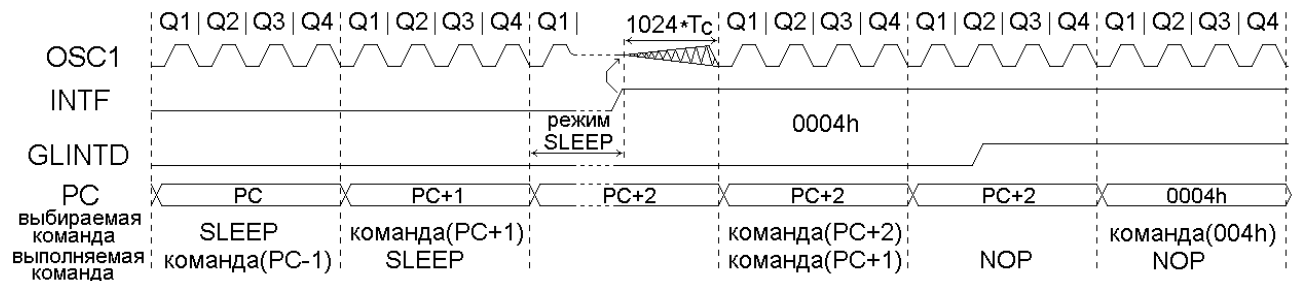 Q1 | Q2 | Q3 | Q4 Q1 | Q2 | Q3 | Q4 Q1 | 1024*Tc Q1 | Q2 | Q3 | Q4 Q1 | Q2 | Q3 | Q4 Q1 | Q2 | Q3 | Q4
OSC1
INTF
режим
SLEEP
0004h
GLINTD
PC PC PC+1 PC+2 PC+2 PC+2 0004h
выбираемая
команда SLEEP команда(PC+1) команда(PC+2) команда(004h)
выполняемая
команда команда(PC-1) SLEEP команда(PC+1) NOP NOP